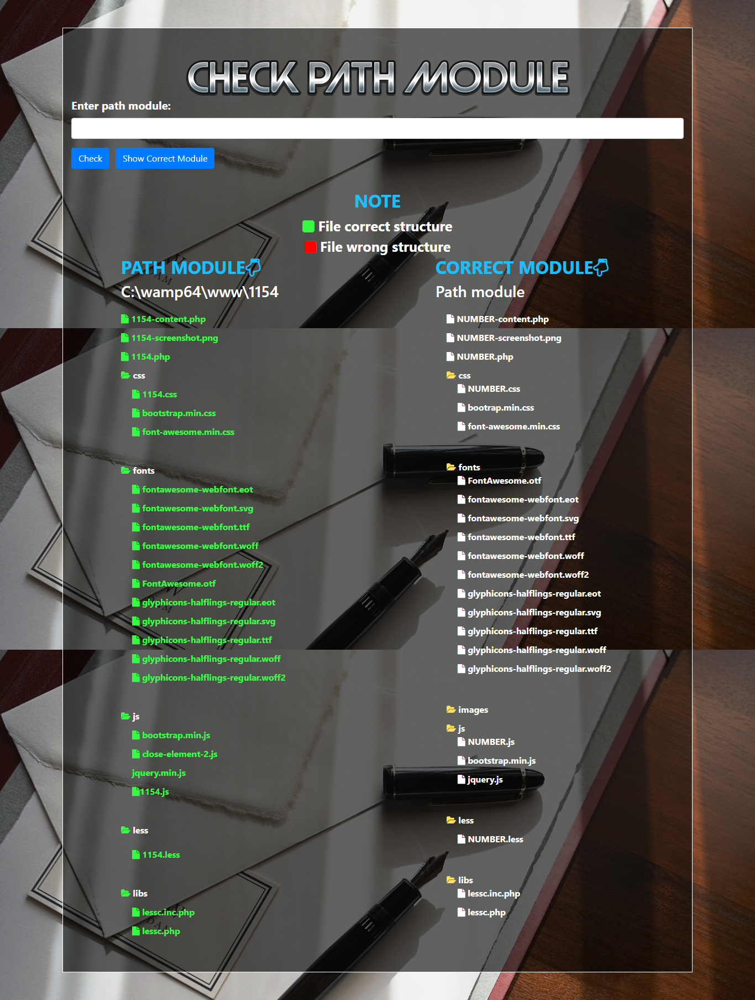 CHECK PATH MODULE
Enter path module:
Check
Show Correct Module
NOTE
File correct structure
File wrong structure
PATH MODULE
C:\wamp64\www\1154
1154-content.php
1154-screenshot.png
1154.php
css
1154.css
bootstrap.min.css
font-awesome.min.css
fonts
fontawesome-webfont.eot
fontawesome-webfont.svg
fontawesome-webfont.ttf
fontawesome-webfont.woff
fontawesome-webfont.woff2
FontAwesome.otf
glyphicons-halflings-regular.eot
glyphicons-halflings-regular.svg
glyphicons-halflings-regular.ttf
glyphicons-halflings-regular.woff
glyphicons-halflings-regular.woff2
js
bootstrap.min.js
close-element-2.js
jquery.min.js
1154.js
less
1154.less
libs
lessc.inc.php
lessc.php
CORRECT MODULE
Path module
NUMBER-content.php
NUMBER-screenshot.png
NUMBER.php
css
NUMBER.css
bootrap.min.css
font-awesome.min.css
fonts
FontAwesome.otf
fontawesome-webfont.eot
fontawesome-webfont.svg
fontawesome-webfont.ttf
fontawesome-webfont.woff
fontawesome-webfont.woff2
glyphicons-halflings-regular.eot
glyphicons-halflings-regular.svg
glyphicons-halflings-regular.ttf
glyphicons-halflings-regular.woff
glyphicons-halflings-regular.woff2
images
js
NUMBER.js
bootstrap.min.js
jquery.js
less
NUMBER.less
libs
lessc.inc.php
lessc.php